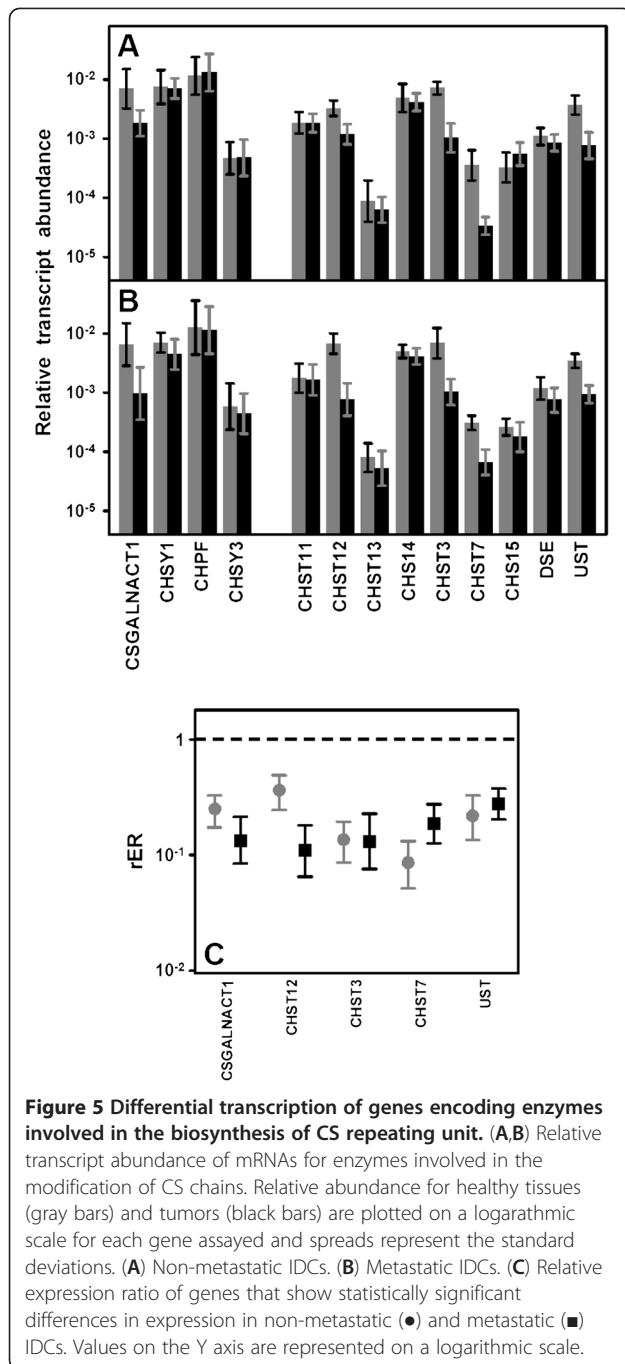 A
10-2
10-3
10-4
10-5
Relative transcript abundance
B
10-2
10-3
10-4
10-5
CSGALNACT1
CHSY1
CHPF
CHSY3
CHST11
CHST12
CHST13
CHS14
CHST3
CHST7
CHS15
DSE
UST
1
10-1
10-2
rER
C
CSGALNACT1
CHST12
CHST3
CHST7
UST
Figure 5 Differential transcription of genes encoding enzymes
involved in the biosynthesis of CS repeating unit. (A,B) Relative
transcript abundance of mRNAs for enzymes involved in the
modification of CS chains. Relative abundance for healthy tissues
(gray bars) and tumors (black bars) are plotted on a logarathmic
scale for each gene assayed and spreads represent the standard
deviations. (A) Non-metastatic IDCs. (B) Metastatic IDCs. (C) Relative
expression ratio of genes that show statistically significant
differences in expression in non-metastatic (●) and metastatic (■)
IDCs. Values on the Y axis are represented on a logarithmic scale.